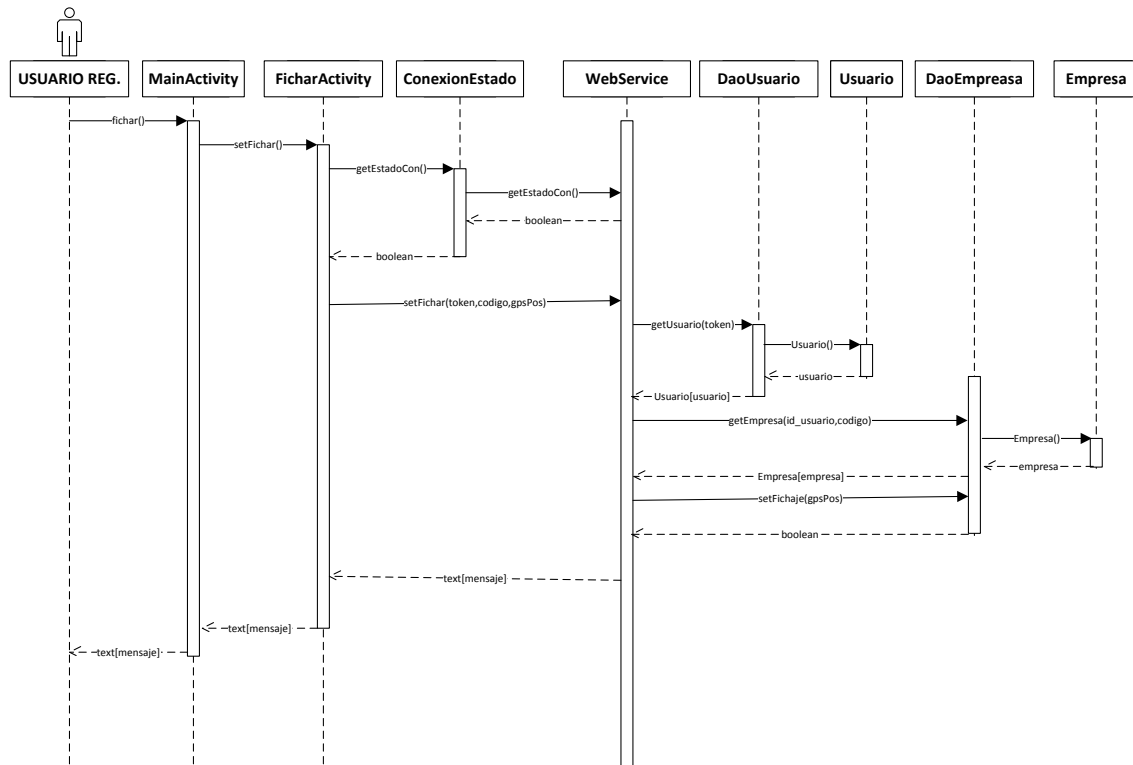 USUARIO REG.
MainActivity
FicharActivity
ConexionEstado
WebService
DaoUsuario
Usuario
DaoEmpreasa
Empresa
fichar()
setFichar()
getEstadoCon()
getEstadoCon()
boolean
boolean
setFichar(token,codigo,gpsPos)
getUsuario(token)
Usuario()
usuario
Usuario[usuario]
getEmpresa(id_usuario,codigo)
Empresa()
empresa
Empresa[empresa]
setFichaje(gpsPos)
boolean
text[mensaje]
text[mensaje]
text[mensaje]